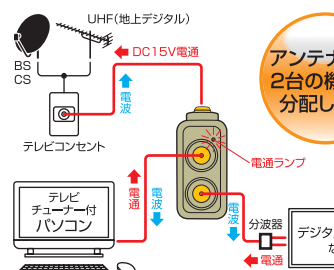 UHF(地上デジタル)
BS
CS
DC15V電通
電波
テレビコンセント
アンテナ
2台の機
分配し
電通ランプ
電通
電波
電波
テレビ
チューナー付
パソコン
分波器
デジタ
な
電通